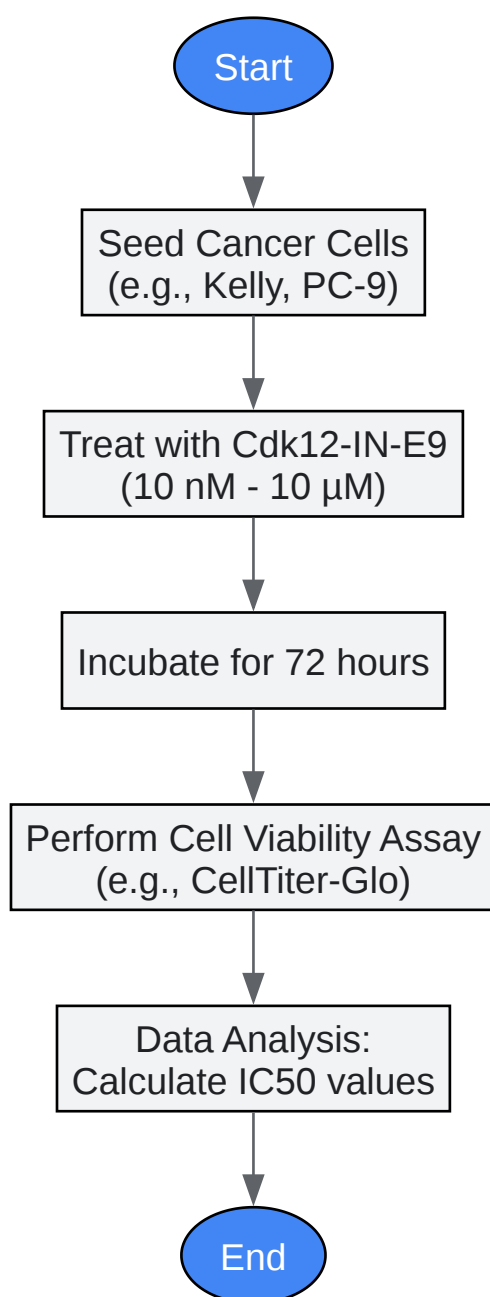 Start
Seed Cancer Cells
(e.g., Kelly, PC-9)
Treat with Cdk12-IN-E9
(10 nM - 10 µM)
Incubate for 72 hours
Perform Cell Viability Assay
(e.g., CellTiter-Glo)
Data Analysis:
Calculate IC50 values
End